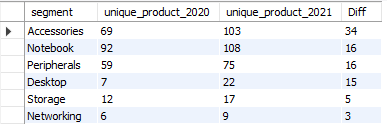 segment unique_product_2020 unique_product_2021 Diff
Accessories 69 103 34
Notebook 92 108 16
Peripherals 59 75 16
Desktop 7 22 15
Storage 12 17 5
Networking 6 9 3